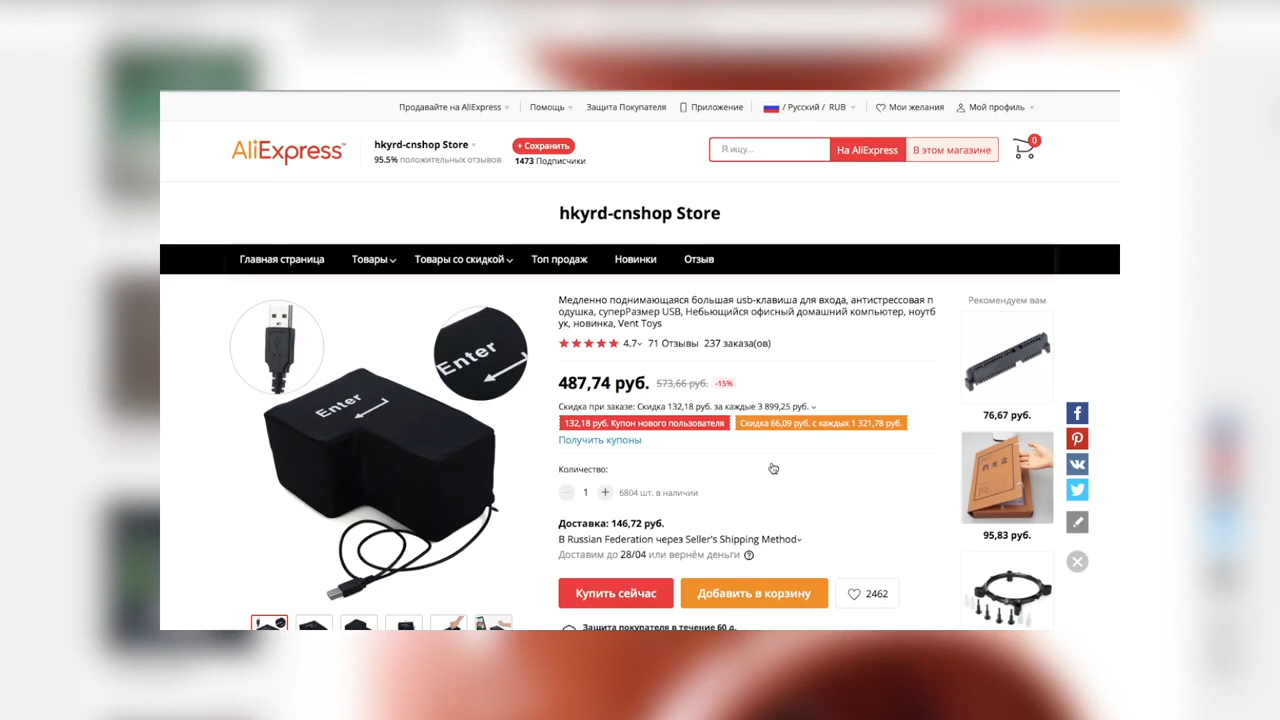 Продавайте на AliExpress
Помощь
Защита Покупателя
Приложение
/ Русский / RUB
Мои желания
Мой профиль
AliExpress™
hkyrd-cnshop Store
95.5% положительных отзывов
+ Сохранить
1473 Подписчики
Я ищу...
На AliExpress
В этом магазине
0
hkyrd-cnshop Store
Главная страница
Товары
Товары со скидкой
Топ продаж
Новинки
Отзыв
Enter
Enter
Медленно поднимающаяся большая usb-клавиша для входа, антистрессовая п
одушка, суперРазмер USB, Небьющийся офисный домашний компьютер, ноутб
ук, новинка, Vent Toys
4.7 71 Отзывы 237 заказа(ов)
487,74 руб. 573,66 руб. -15%
Скидка при заказе: Скидка 132,18 руб. за каждые 3 899,25 руб.
132,18 руб. Купон нового пользователя
Скидка 66,09 руб. с каждых 1 321,78 руб.
Получить купоны
Количество:
1
6804 шт. в наличии
Доставка: 146,72 руб.
В Russian Federation через Seller's Shipping Method
Доставим до 28/04 или вернём деньги
Купить сейчас
Добавить в корзину
2462
Защита покупателя в течение 60 д.
Рекомендуем вам
76,67 руб.
95,83 руб.